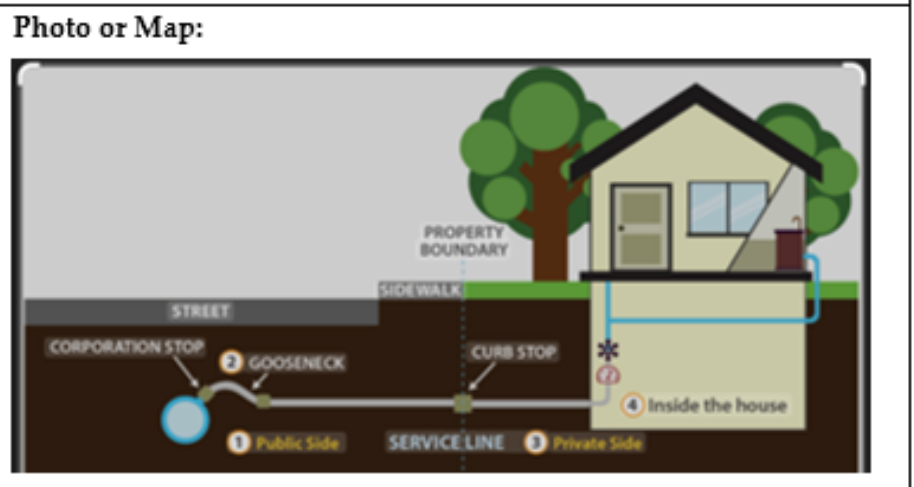 Photo or Map:
PROPERTY
BOUNDARY
SIDEWALK
STREET
CORPORATION STOP
2 GOOSENECK
CURB STOP
4 Inside the house
1 Public Side
SERVICE LINE
3 Private Side